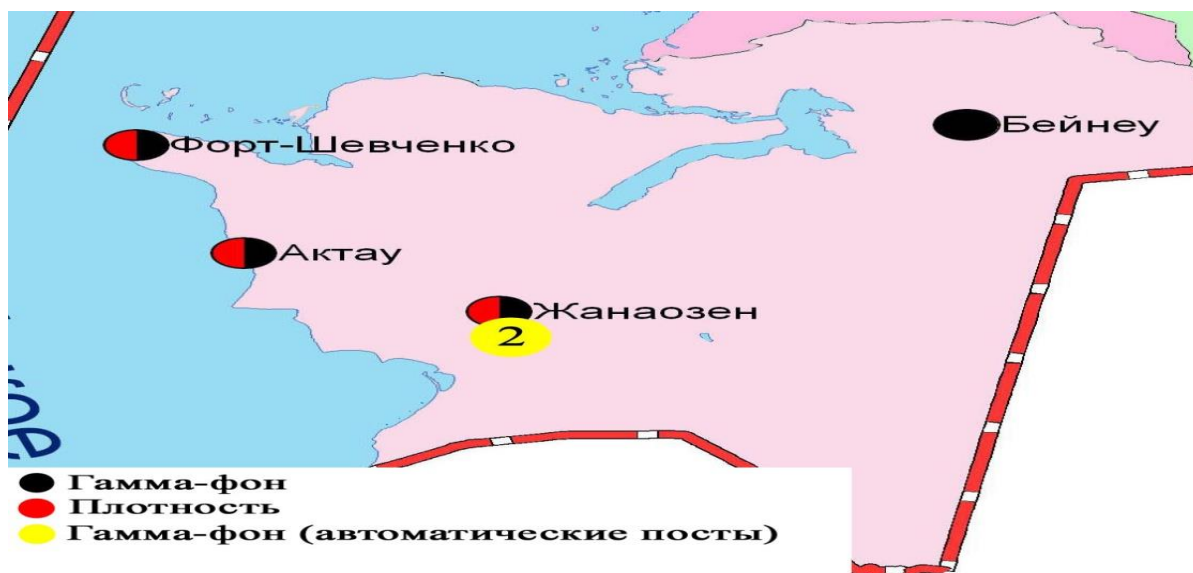 Форт-Шевченко
Бейнеу
Актау
Жанаозен
2
Гамма-фон
Плотность
Гамма-фон (автоматические посты)